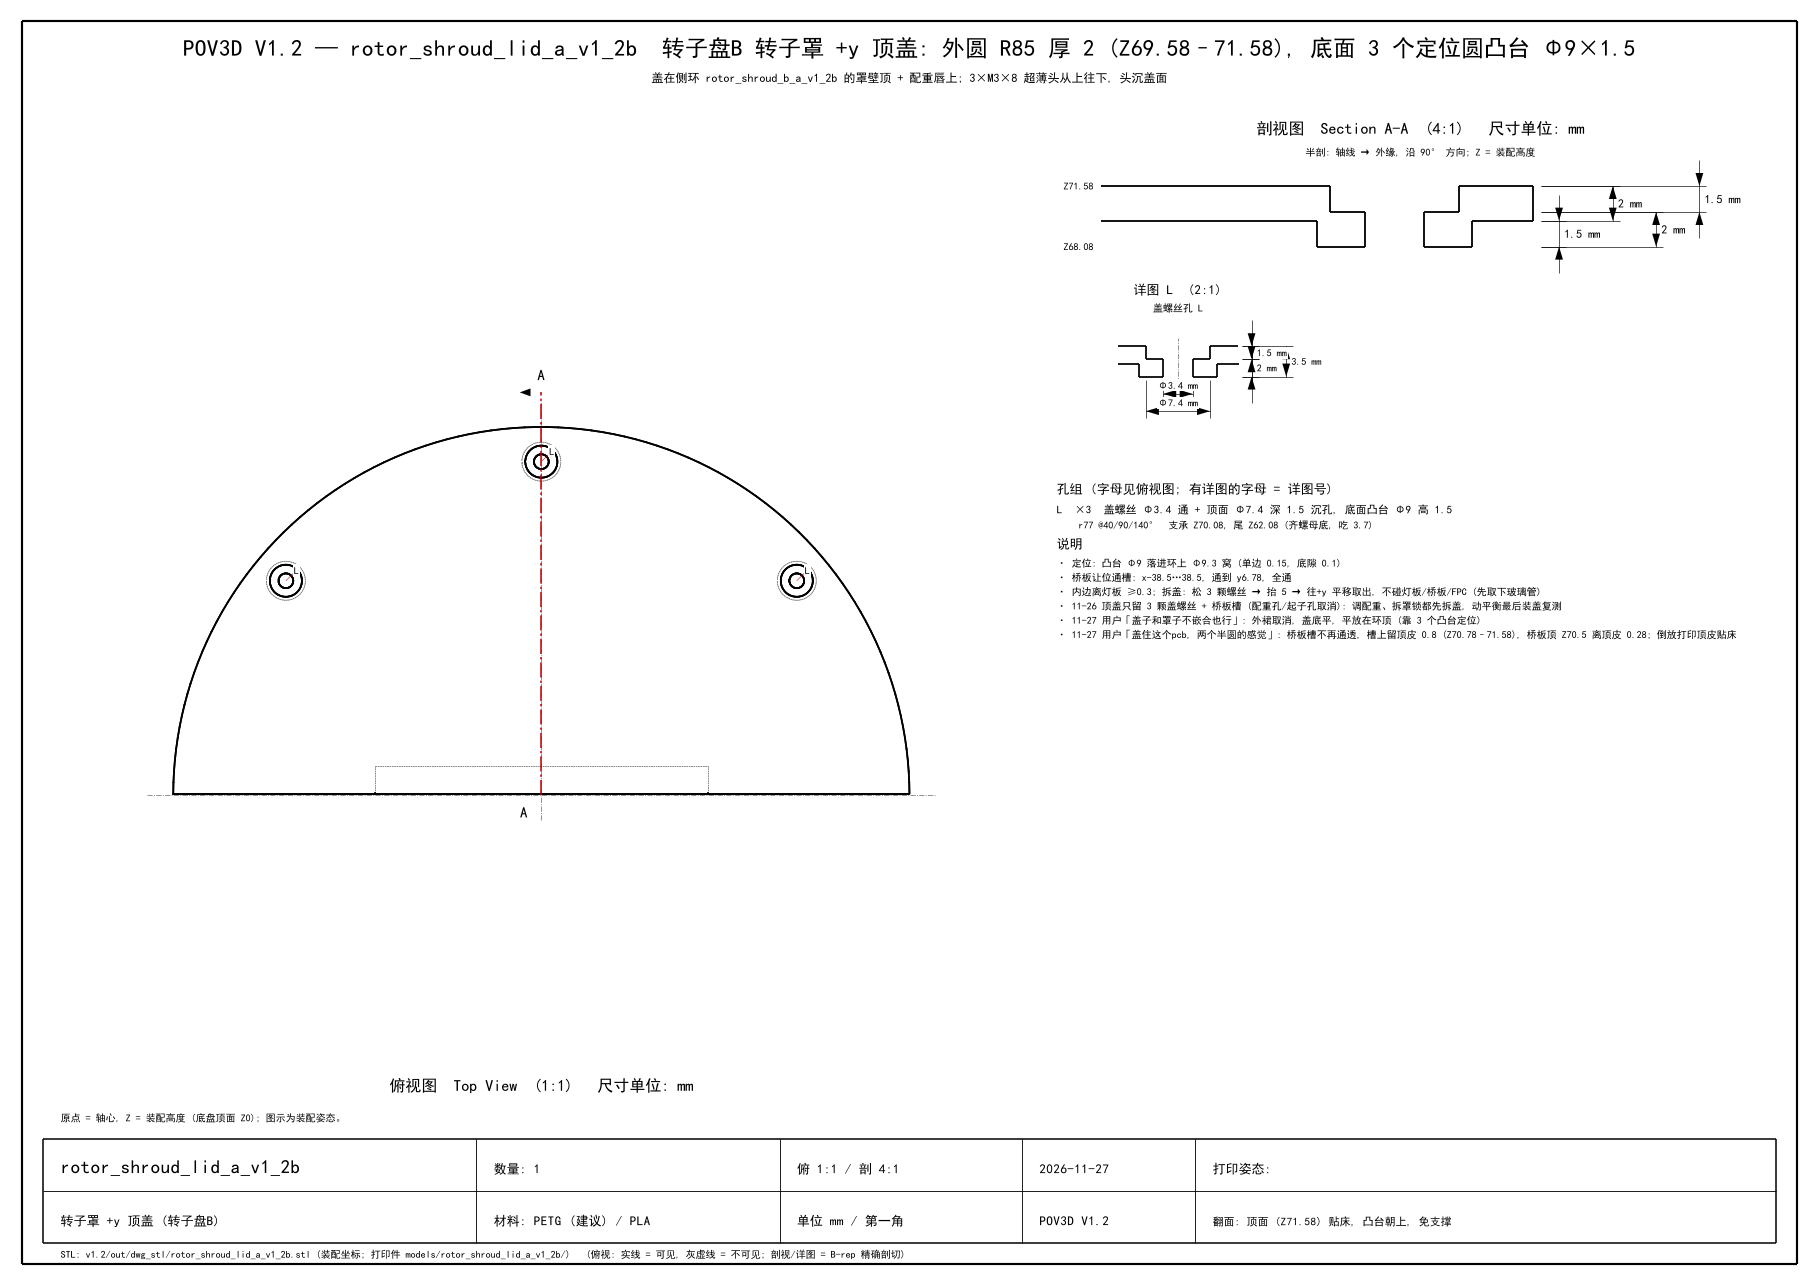 POV3D V1.2 — rotor_shroud_lid_a_v1_2b  转子盘B 转子罩 +y 顶盖: 外圆 R85 厚 2 (Z69.58–71.58), 底面 3 个定位圆凸台 Φ9×1.5
盖在侧环 rotor_shroud_b_a_v1_2b 的罩壁顶 + 配重唇上; 3×M3×8 超薄头从上往下, 头沉盖面
剖视图  Section A-A  (4:1)   尺寸单位: mm
半剖: 轴线 → 外缘, 沿 90° 方向; Z = 装配高度
Z71.58
Z68.08
2 mm
1.5 mm
1.5 mm
2 mm
详图 L  (2:1)
盖螺丝孔 L
1.5 mm
2 mm
3.5 mm
Φ3.4 mm
Φ7.4 mm
A
L
L
L
A
孔组 (字母见俯视图; 有详图的字母 = 详图号)
L  ×3  盖螺丝 Φ3.4 通 + 顶面 Φ7.4 深 1.5 沉孔, 底面凸台 Φ9 高 1.5
r77 @40/90/140°  支承 Z70.08, 尾 Z62.08 (齐螺母底, 吃 3.7)
说明
· 定位: 凸台 Φ9 落进环上 Φ9.3 窝 (单边 0.15, 底隙 0.1)
· 桥板让位通槽: x-38.5…38.5, 通到 y6.78, 全通
· 内边离灯板 ≥0.3; 拆盖: 松 3 颗螺丝 → 抬 5 → 往+y 平移取出, 不碰灯板/桥板/FPC (先取下玻璃管)
· 11-26 顶盖只留 3 颗盖螺丝 + 桥板槽 (配重孔/起子孔取消): 调配重、拆罩锁都先拆盖, 动平衡最后装盖复测
· 11-27 用户「盖子和罩子不嵌合也行」: 外裙取消, 盖底平, 平放在环顶 (靠 3 个凸台定位)
· 11-27 用户「盖住这个pcb, 两个半圆的感觉」: 桥板槽不再通透, 槽上留顶皮 0.8 (Z70.78–71.58), 桥板顶 Z70.5 离顶皮 0.28; 倒放打印顶皮贴床
俯视图  Top View  (1:1)   尺寸单位: mm
原点 = 轴心, Z = 装配高度 (底盘顶面 Z0); 图示为装配姿态。
rotor_shroud_lid_a_v1_2b
数量: 1
俯 1:1 / 剖 4:1
2026-11-27
打印姿态:
转子罩 +y 顶盖 (转子盘B)
材料: PETG (建议) / PLA
单位 mm / 第一角
POV3D V1.2
翻面: 顶面 (Z71.58) 贴床, 凸台朝上, 免支撑
STL: v1.2/out/dwg_stl/rotor_shroud_lid_a_v1_2b.stl (装配坐标; 打印件 models/rotor_shroud_lid_a_v1_2b/)   (俯视: 实线 = 可见, 灰虚线 = 不可见; 剖视/详图 = B-rep 精确剖切)